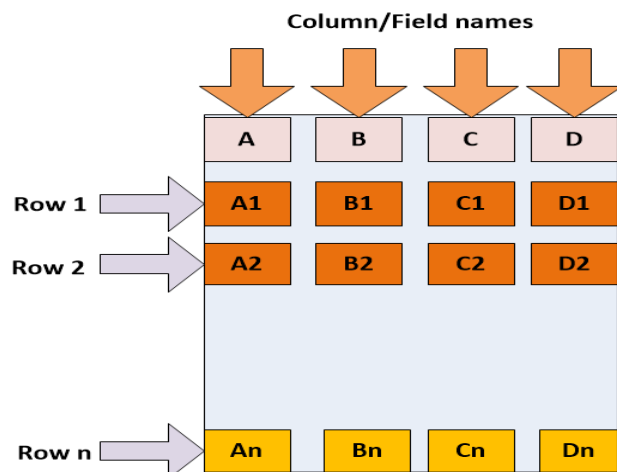 Column/Field names
A B C D
Row 1 A1 B1 C1 D1
Row 2 A2 B2 C2 D2
Row n An Bn Cn Dn